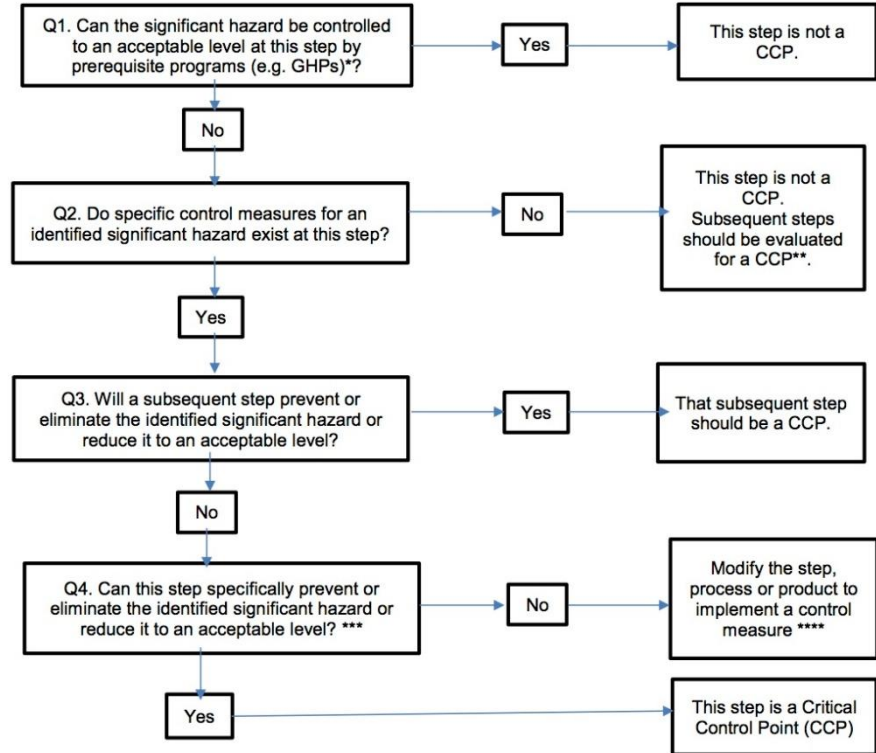 Q1. Can the significant hazard be controlled
to an acceptable level at this step by
prerequisite programs (e.g. GHPs)*?
Yes
This step is not a
CCP.
No
Q2. Do specific control measures for an
identified significant hazard exist at this step?
No
This step is not a
CCP.
Subsequent steps
should be evaluated
for a CCP**.
Yes
Q3. Will a subsequent step prevent or
eliminate the identified significant hazard or
reduce it to an acceptable level?
Yes
That subsequent step
should be a CCP.
No
Q4. Can this step specifically prevent or
eliminate the identified significant hazard or
reduce it to an acceptable level? ***
No
Modify the step,
process or product to
implement a control
measure ****
Yes
This step is a Critical
Control Point (CCP)